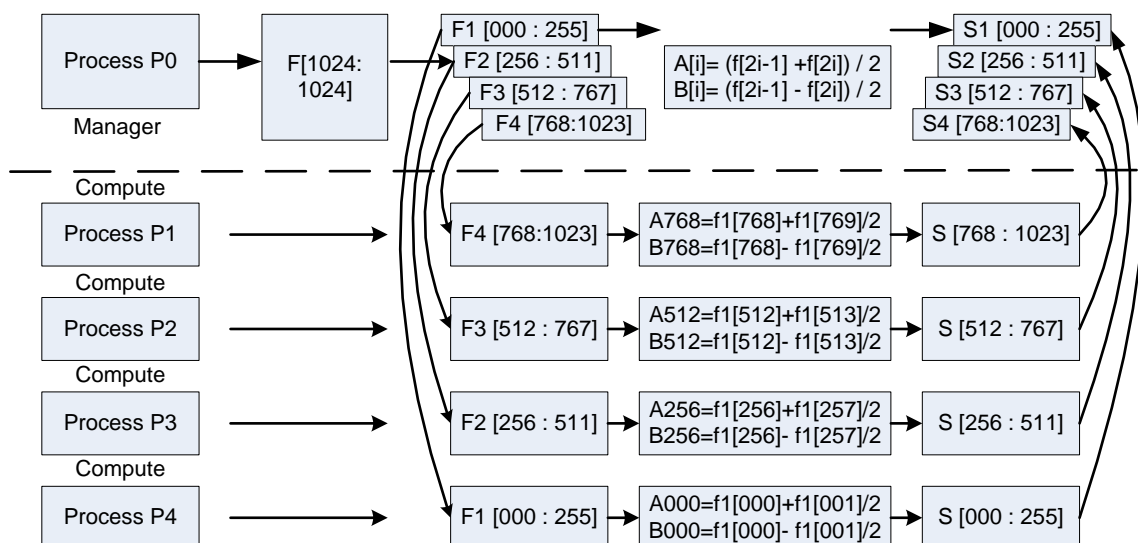 Process P0
Manager
F[1024:
1024]
F1 [000 : 255]
F2 [256 : 511]
F3 [512 : 767]
F4 [768:1023]
A[i]= (f[2i-1] +f[2i]) / 2
B[i]= (f[2i-1] - f[2i]) / 2
S1 [000 : 255]
S2 [256 : 511]
S3 [512 : 767]
S4 [768:1023]
Compute
Process P1
F4 [768:1023]
A768=f1[768]+f1[769]/2
B768=f1[768]- f1[769]/2
S [768 : 1023]
Compute
Process P2
F3 [512 : 767]
A512=f1[512]+f1[513]/2
B512=f1[512]- f1[513]/2
S [512 : 767]
Compute
Process P3
F2 [256 : 511]
A256=f1[256]+f1[257]/2
B256=f1[256]- f1[257]/2
S [256 : 511]
Compute
Process P4
F1 [000 : 255]
A000=f1[000]+f1[001]/2
B000=f1[000]- f1[001]/2
S [000 : 255]